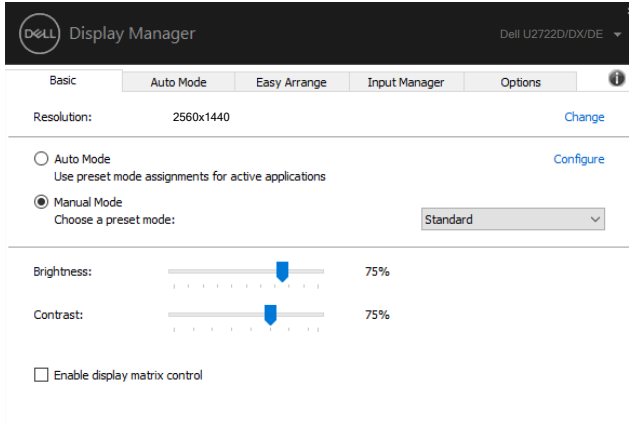 DELL Display Manager
Dell U2722D/DX/DE
Basic
Auto Mode
Easy Arrange
Input Manager
Options
Resolution:
2560x1440
Change
Auto Mode
Configure
Use preset mode assignments for active applications
Manual Mode
Choose a preset mode:
Standard
Brightness:
75%
Contrast:
75%
Enable display matrix control